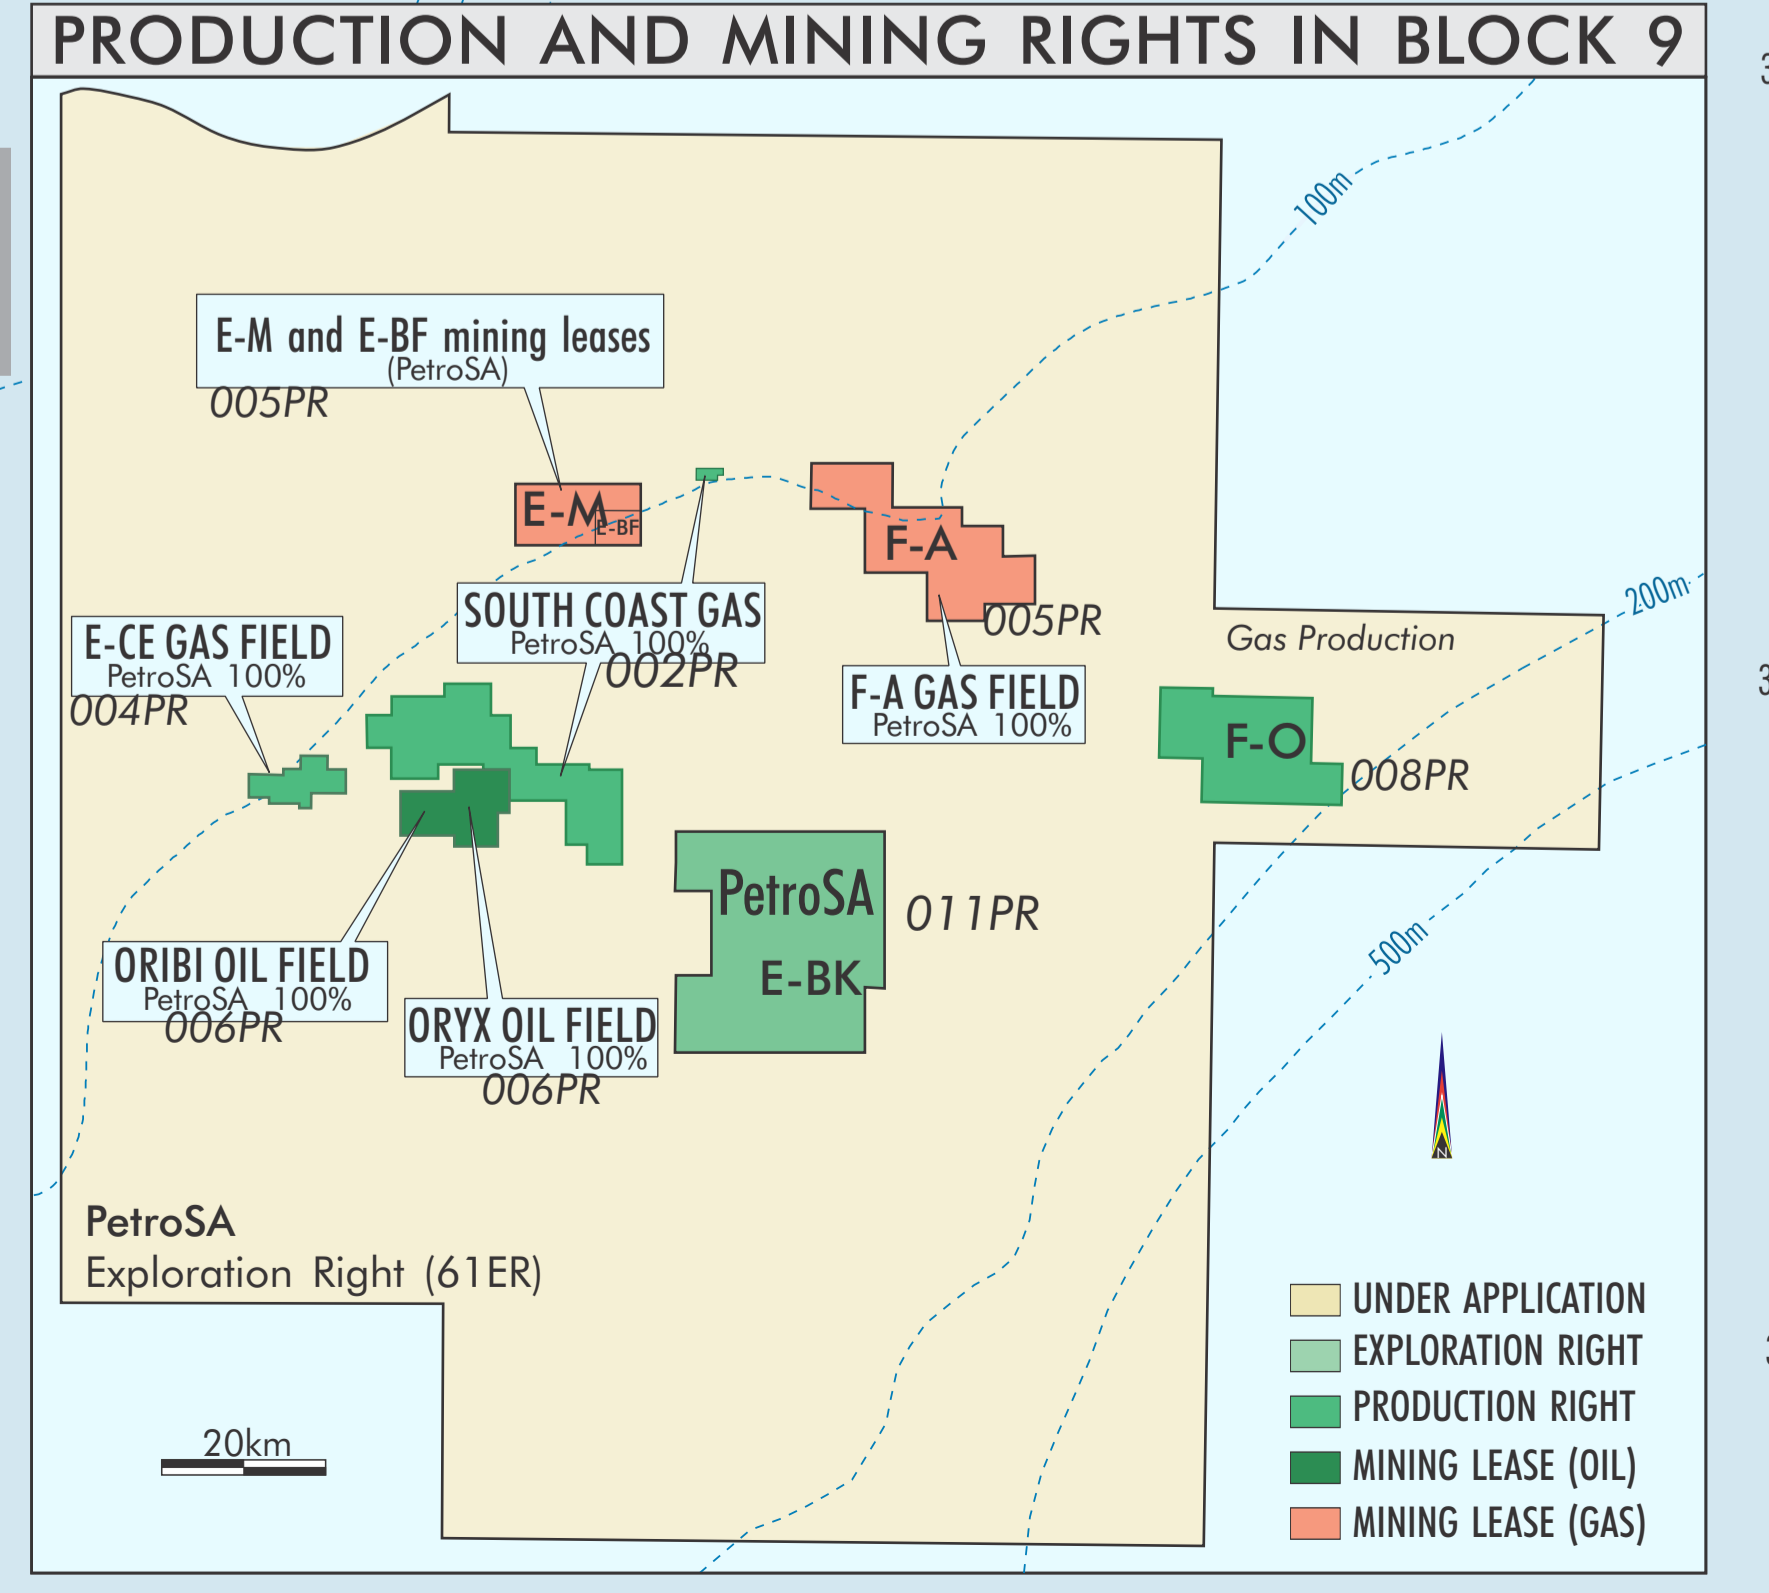 PRODUCTION AND MINING RIGHTS IN BLOCK 9
100m
E-M and E-BF mining leases
(PetroSA)
005PR
E-M
E-BF
F-A
SOUTH COAST GAS
PetroSA 100%
002PR
005PR
200m
Gas Production
E-CE GAS FIELD
PetroSA 100%
004PR
F-A GAS FIELD
PetroSA 100%
F-O
008PR
PetroSA
E-BK
011PR
500m
ORIBI OIL FIELD
PetroSA 100%
006PR
ORYX OIL FIELD
PetroSA 100%
006PR
N
PetroSA
Exploration Right (61ER)
20km
UNDER APPLICATION
EXPLORATION RIGHT
PRODUCTION RIGHT
MINING LEASE (OIL)
MINING LEASE (GAS)